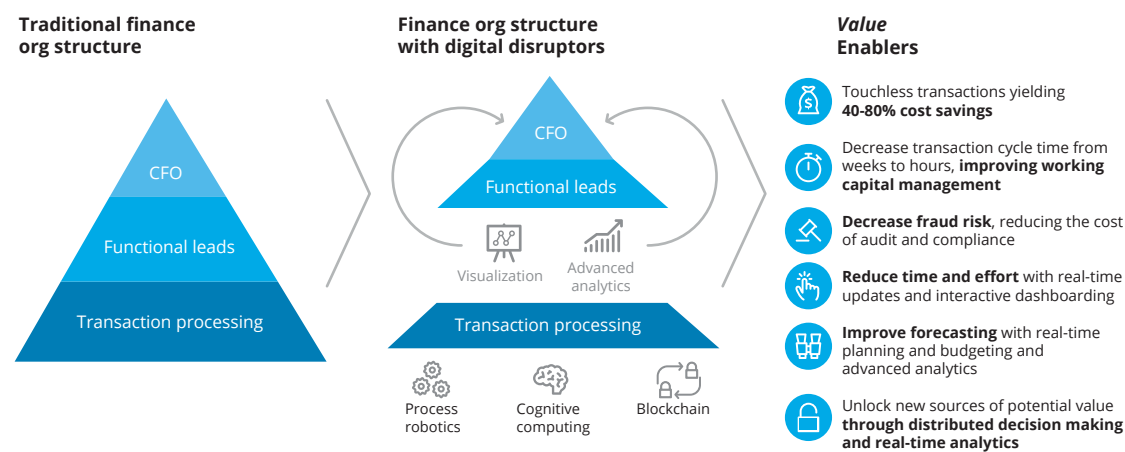 Traditional finance
org structure
CFO
Functional leads
Transaction processing
Finance org structure
with digital disruptors
CFO
Functional leads
Visualization
Advanced
analytics
Transaction processing
Process
robotics
Cognitive
computing
Blockchain
Value
Enablers
$
Touchless transactions yielding
40-80% cost savings
Decrease transaction cycle time from
weeks to hours, improving working
capital management
Decrease fraud risk, reducing the cost
of audit and compliance
Reduce time and effort with real-time
updates and interactive dashboarding
Improve forecasting with real-time
planning and budgeting and
advanced analytics
Unlock new sources of potential value
through distributed decision making
and real-time analytics